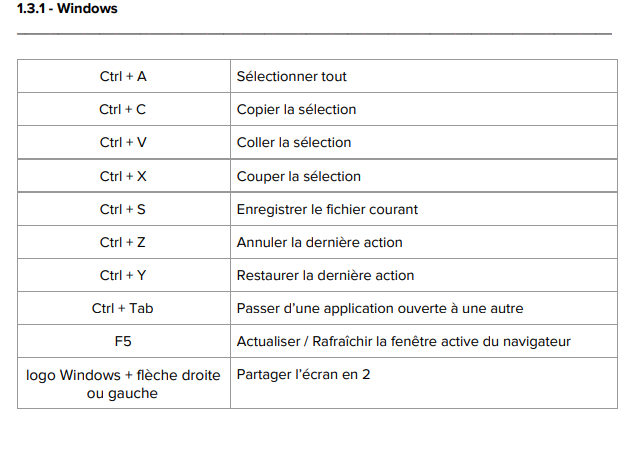 1.3.1 - Windows
Ctrl + A
Sélectionner tout
Ctrl + C
Copier la sélection
Ctrl + V
Coller la sélection
Ctrl + X
Couper la sélection
Ctrl + S
Enregistrer le fichier courant
Ctrl + Z
Annuler la dernière action
Ctrl + Y
Restaurer la dernière action
Ctrl + Tab
Passer d’une application ouverte à une autre
F5
Actualiser / Rafraîchir la fenêtre active du navigateur
logo Windows + flèche droite
ou gauche
Partager l’écran en 2